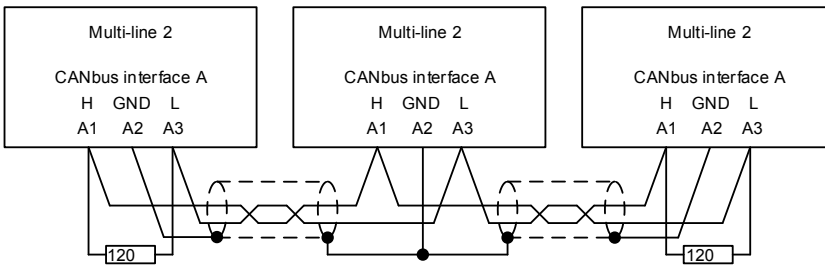 Multi-line 2 Multi-line 2 Multi-line 2
CANbus interface A CANbus interface A CANbus interface A
H GND L H GND L H GND L
A1 A2 A3 A1 A2 A3 A1 A2 A3
120 120